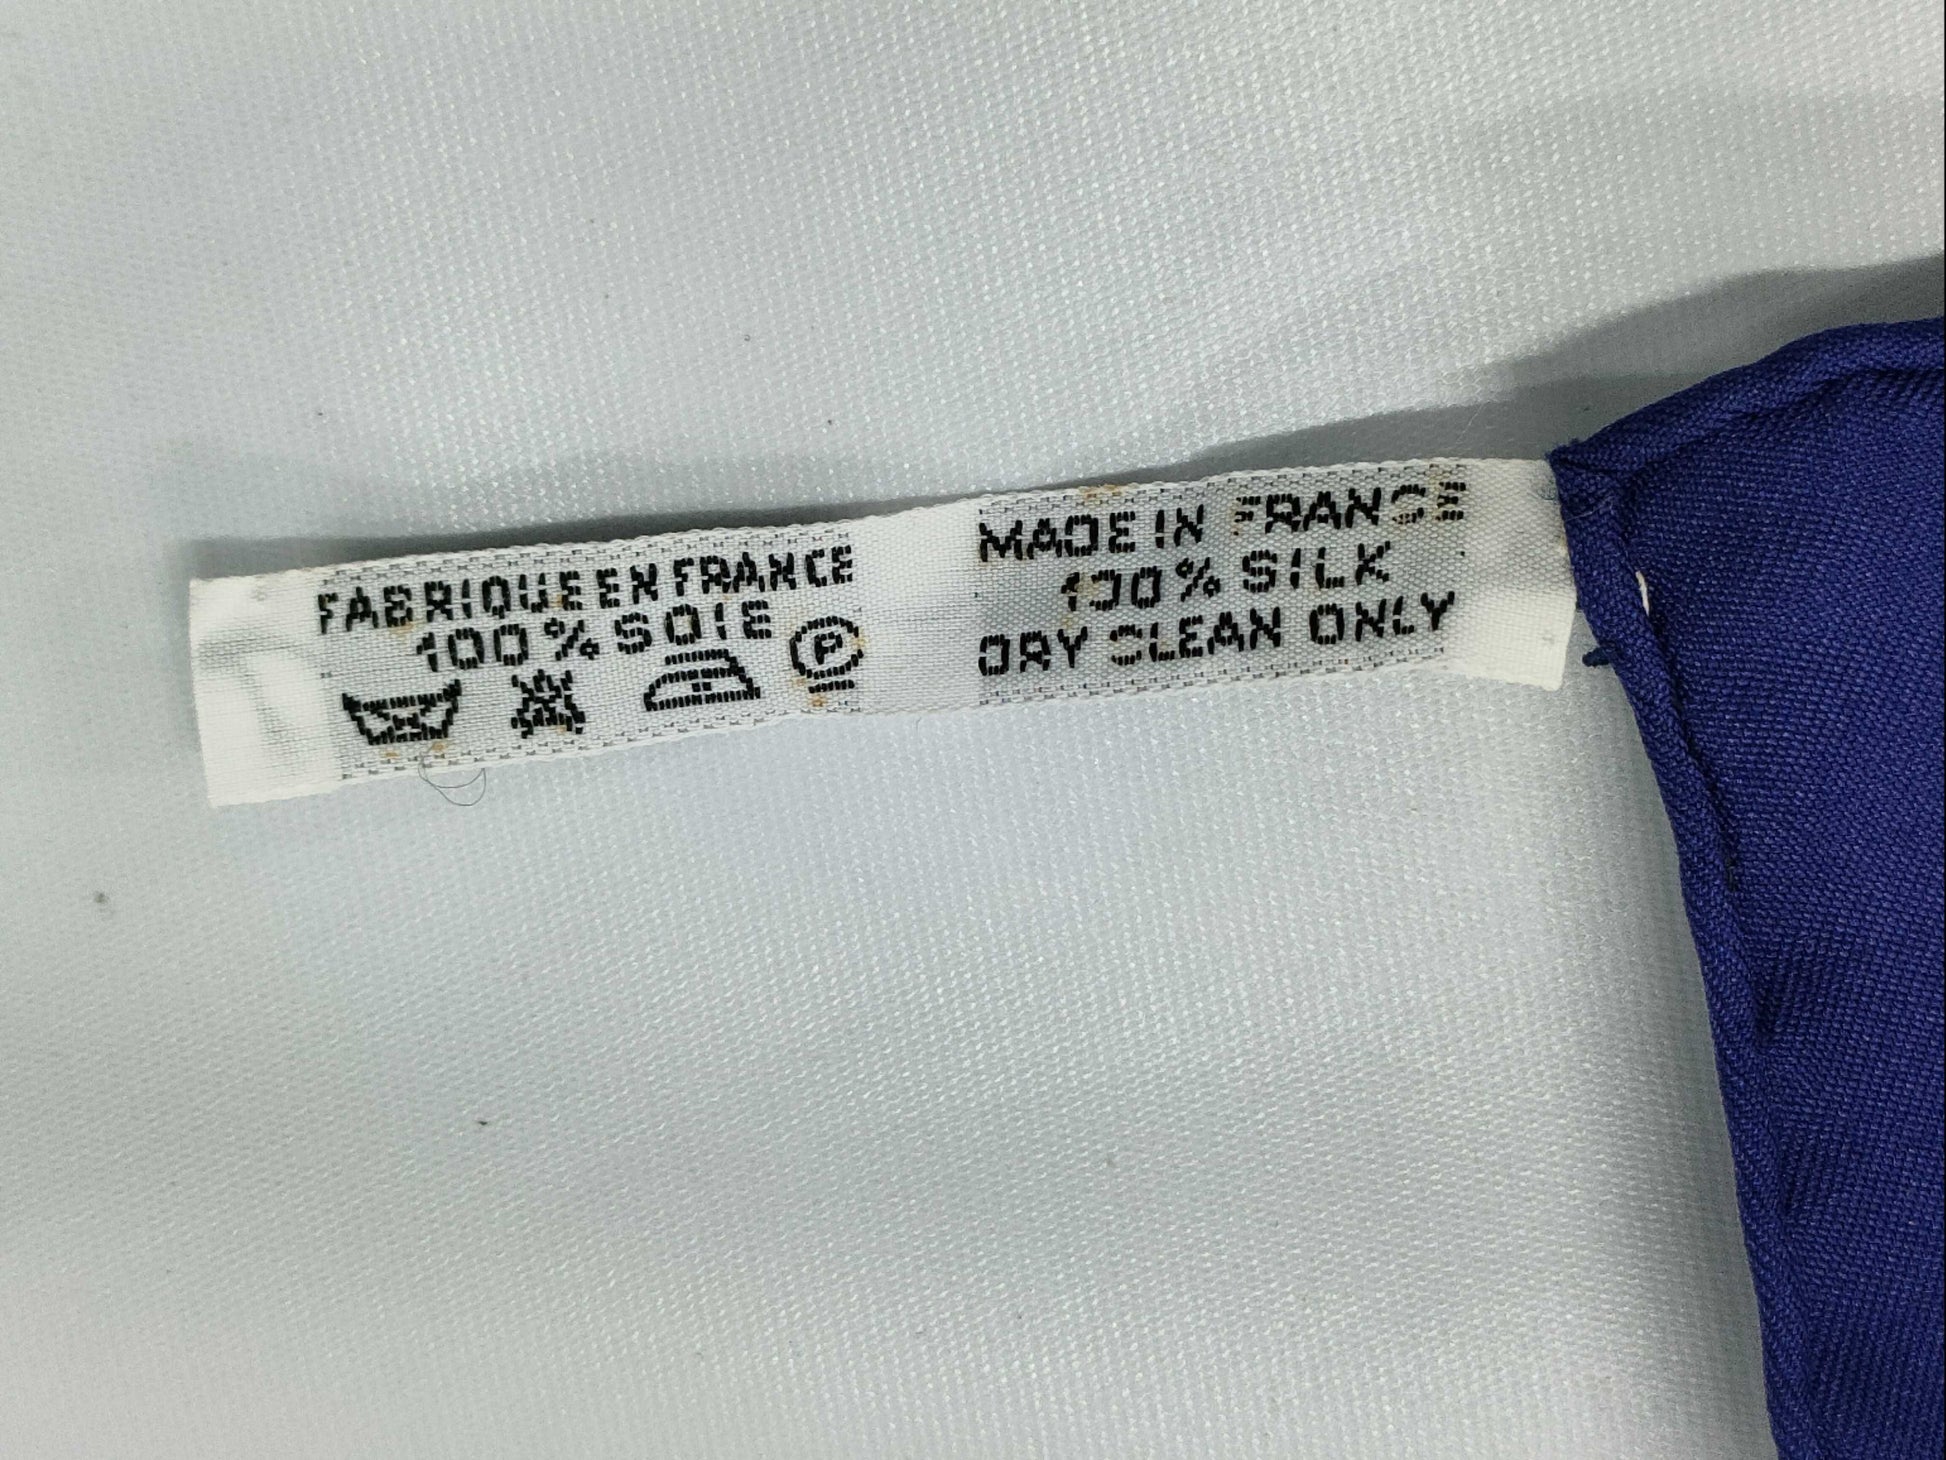 FABRIQUE EN FRANCE
100% SOIE
P
MADE IN FRANCE
100% SILK
DRY CLEAN ONLY